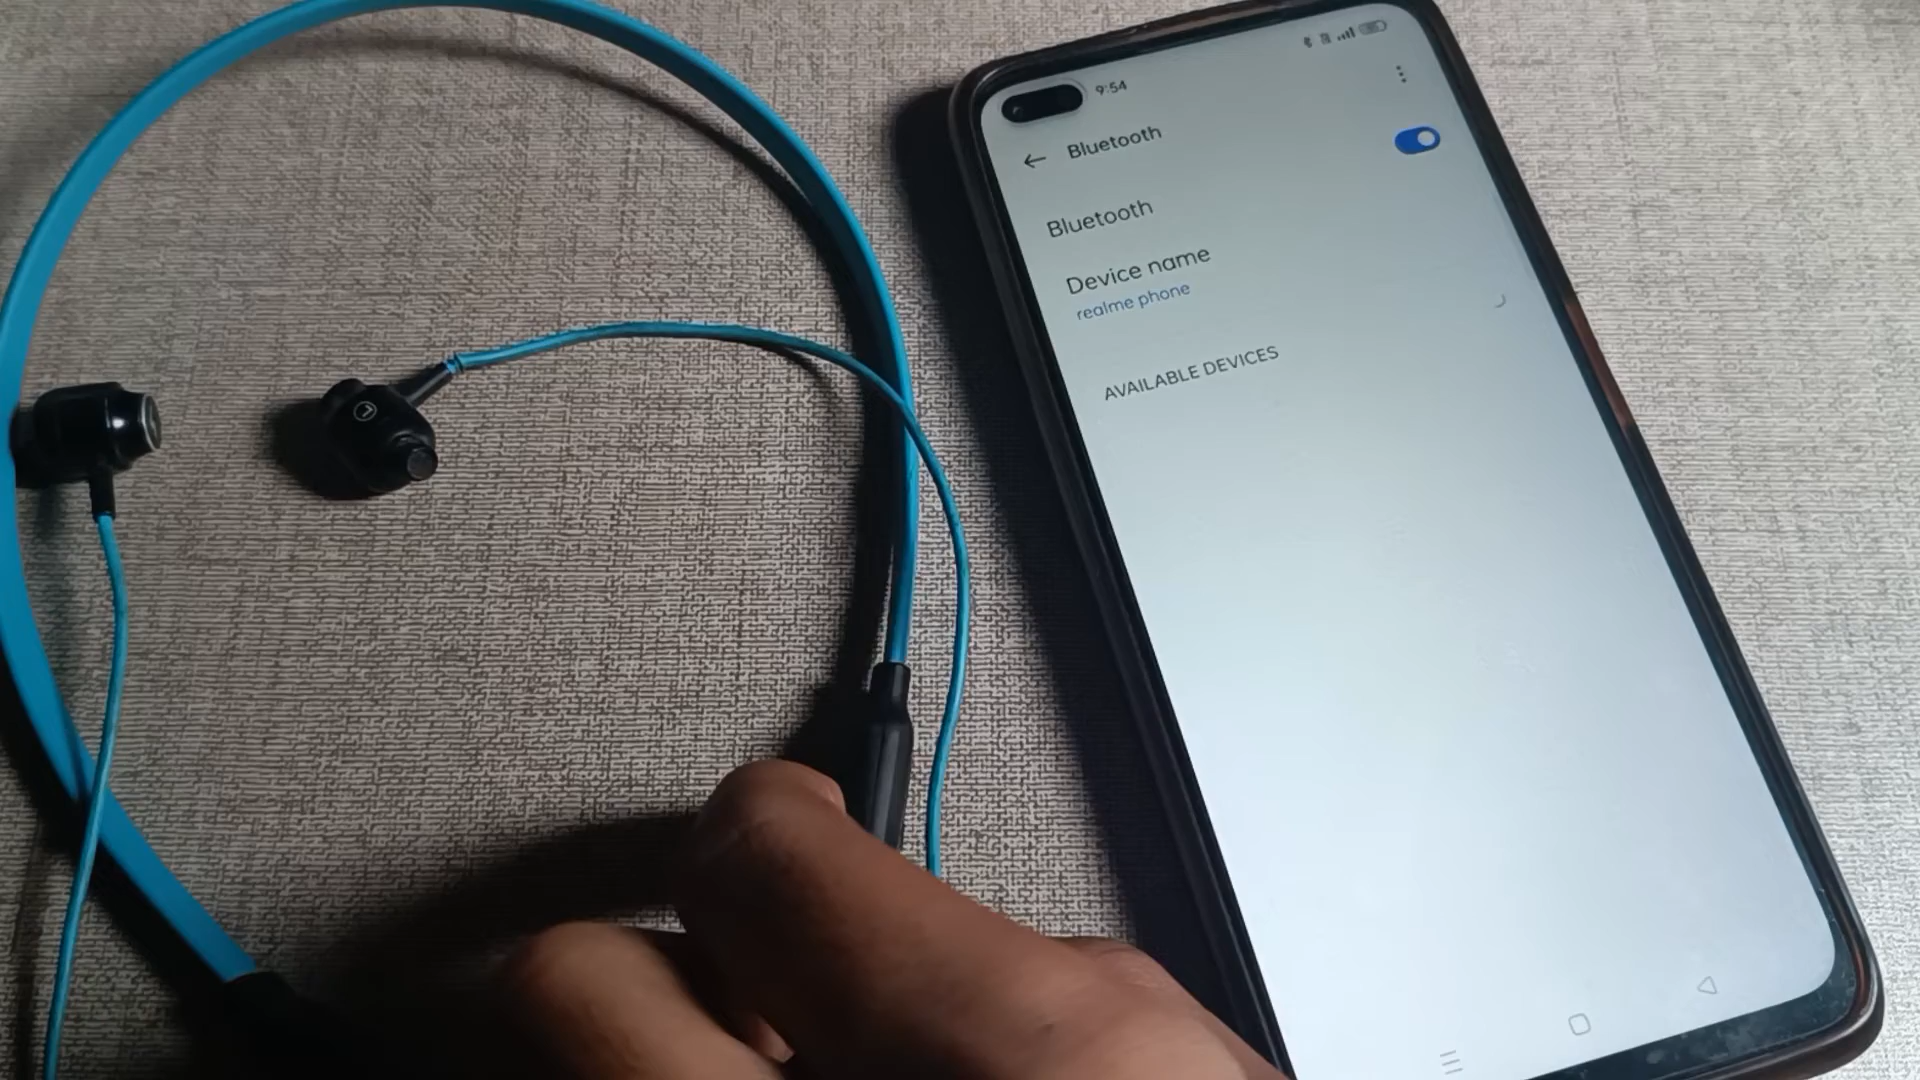 9:54
Bluetooth
Bluetooth
Device name
realme phone
AVAILABLE DEVICES
L